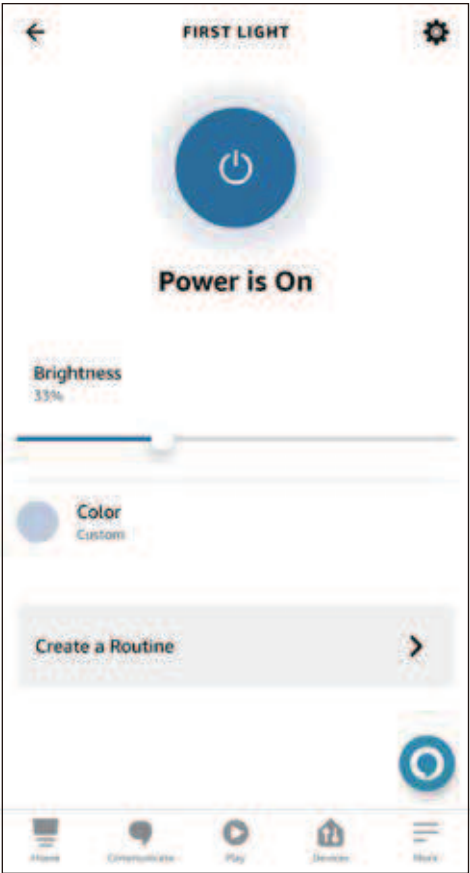 FIRST LIGHT
Power is On
Brightness
33%
Color
Custom
Create a Routine
Home
Communicate
Play
Devices
More